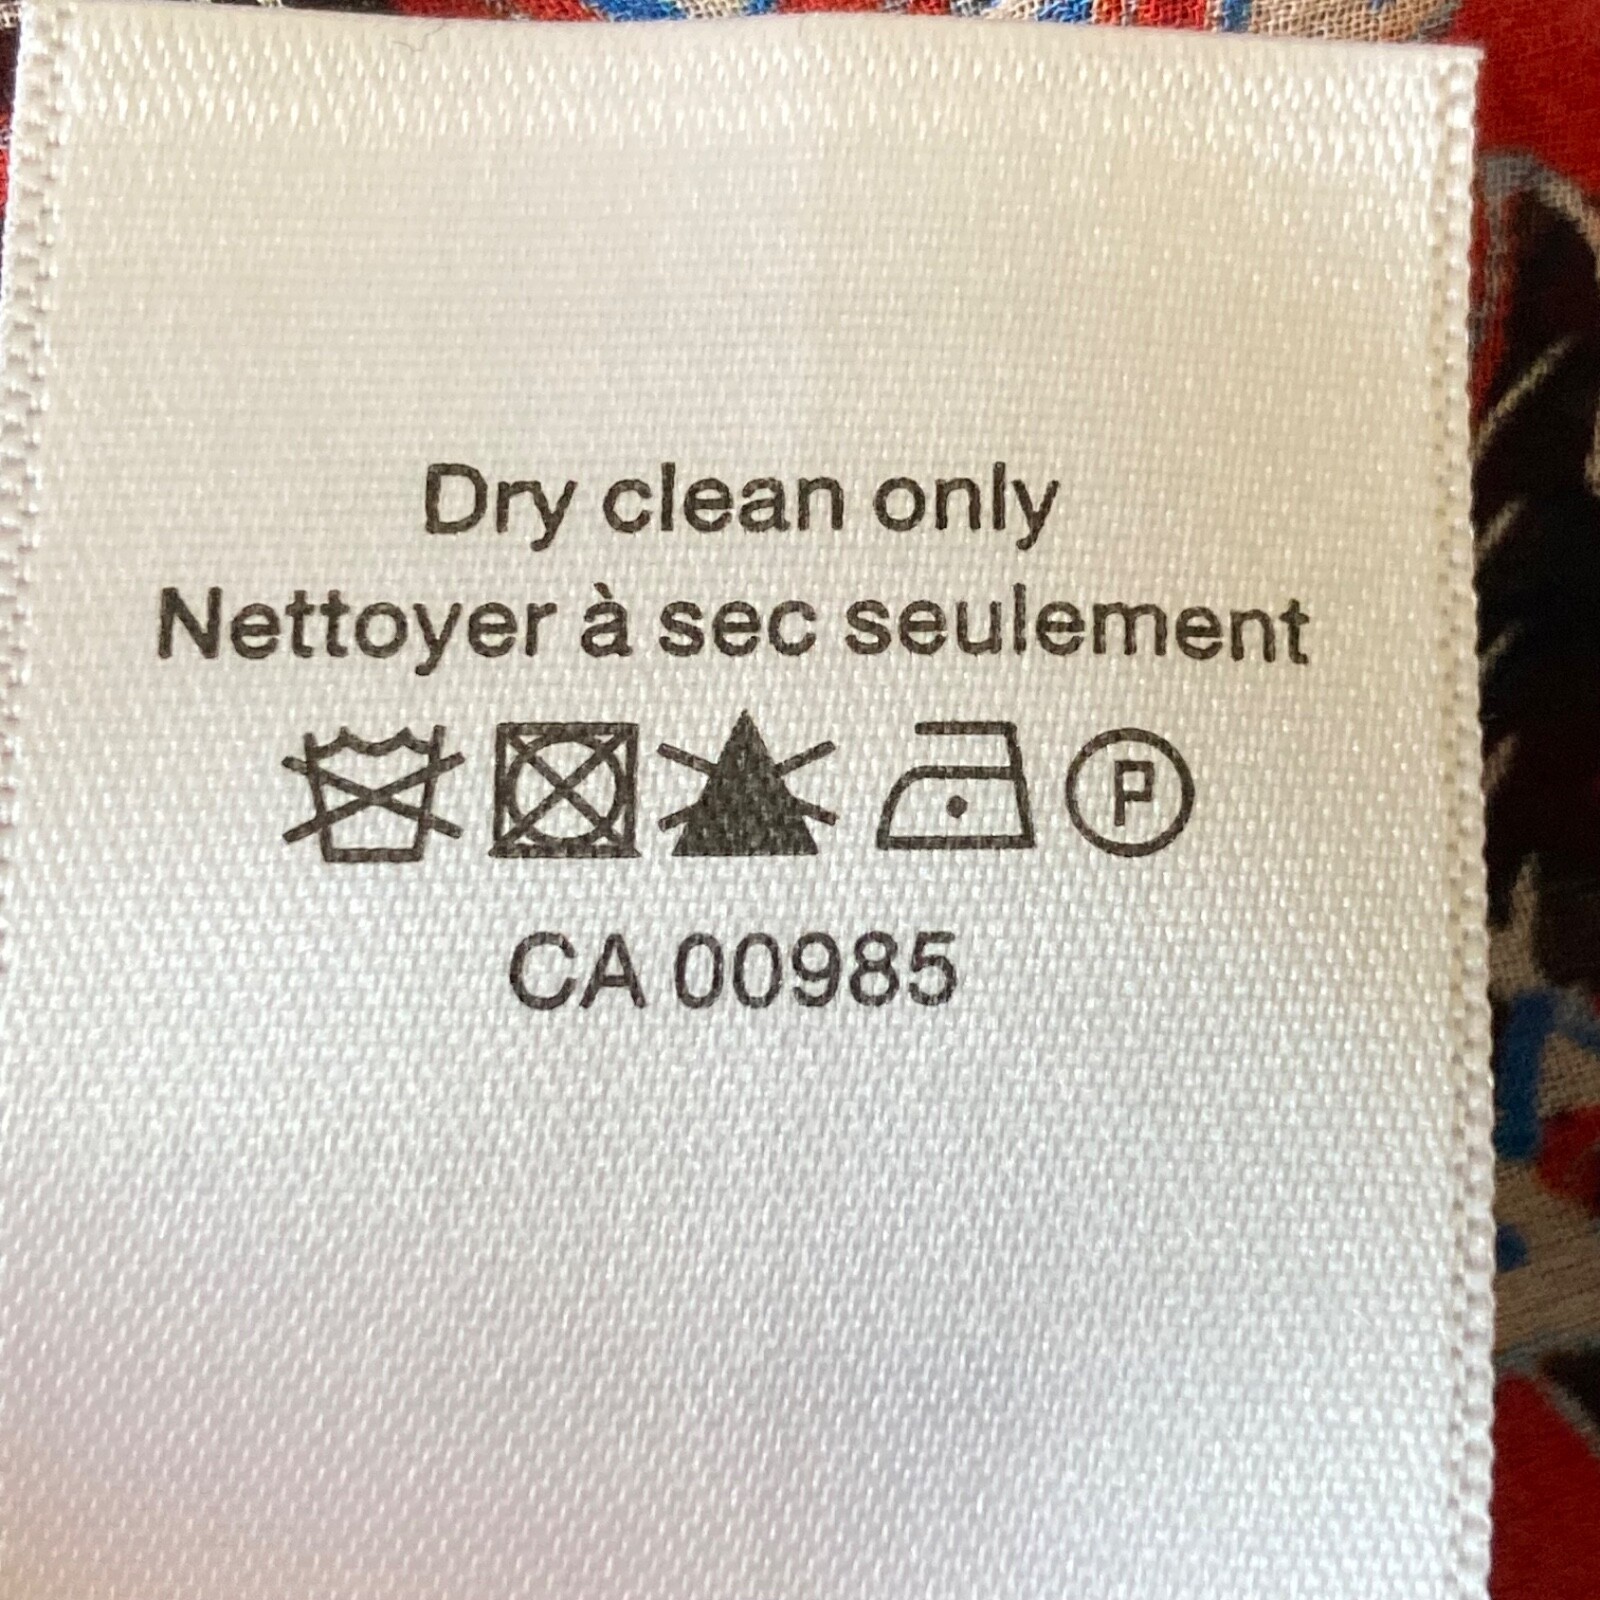 Dry clean only
Nettoyer à sec seulement
P
CA 00985